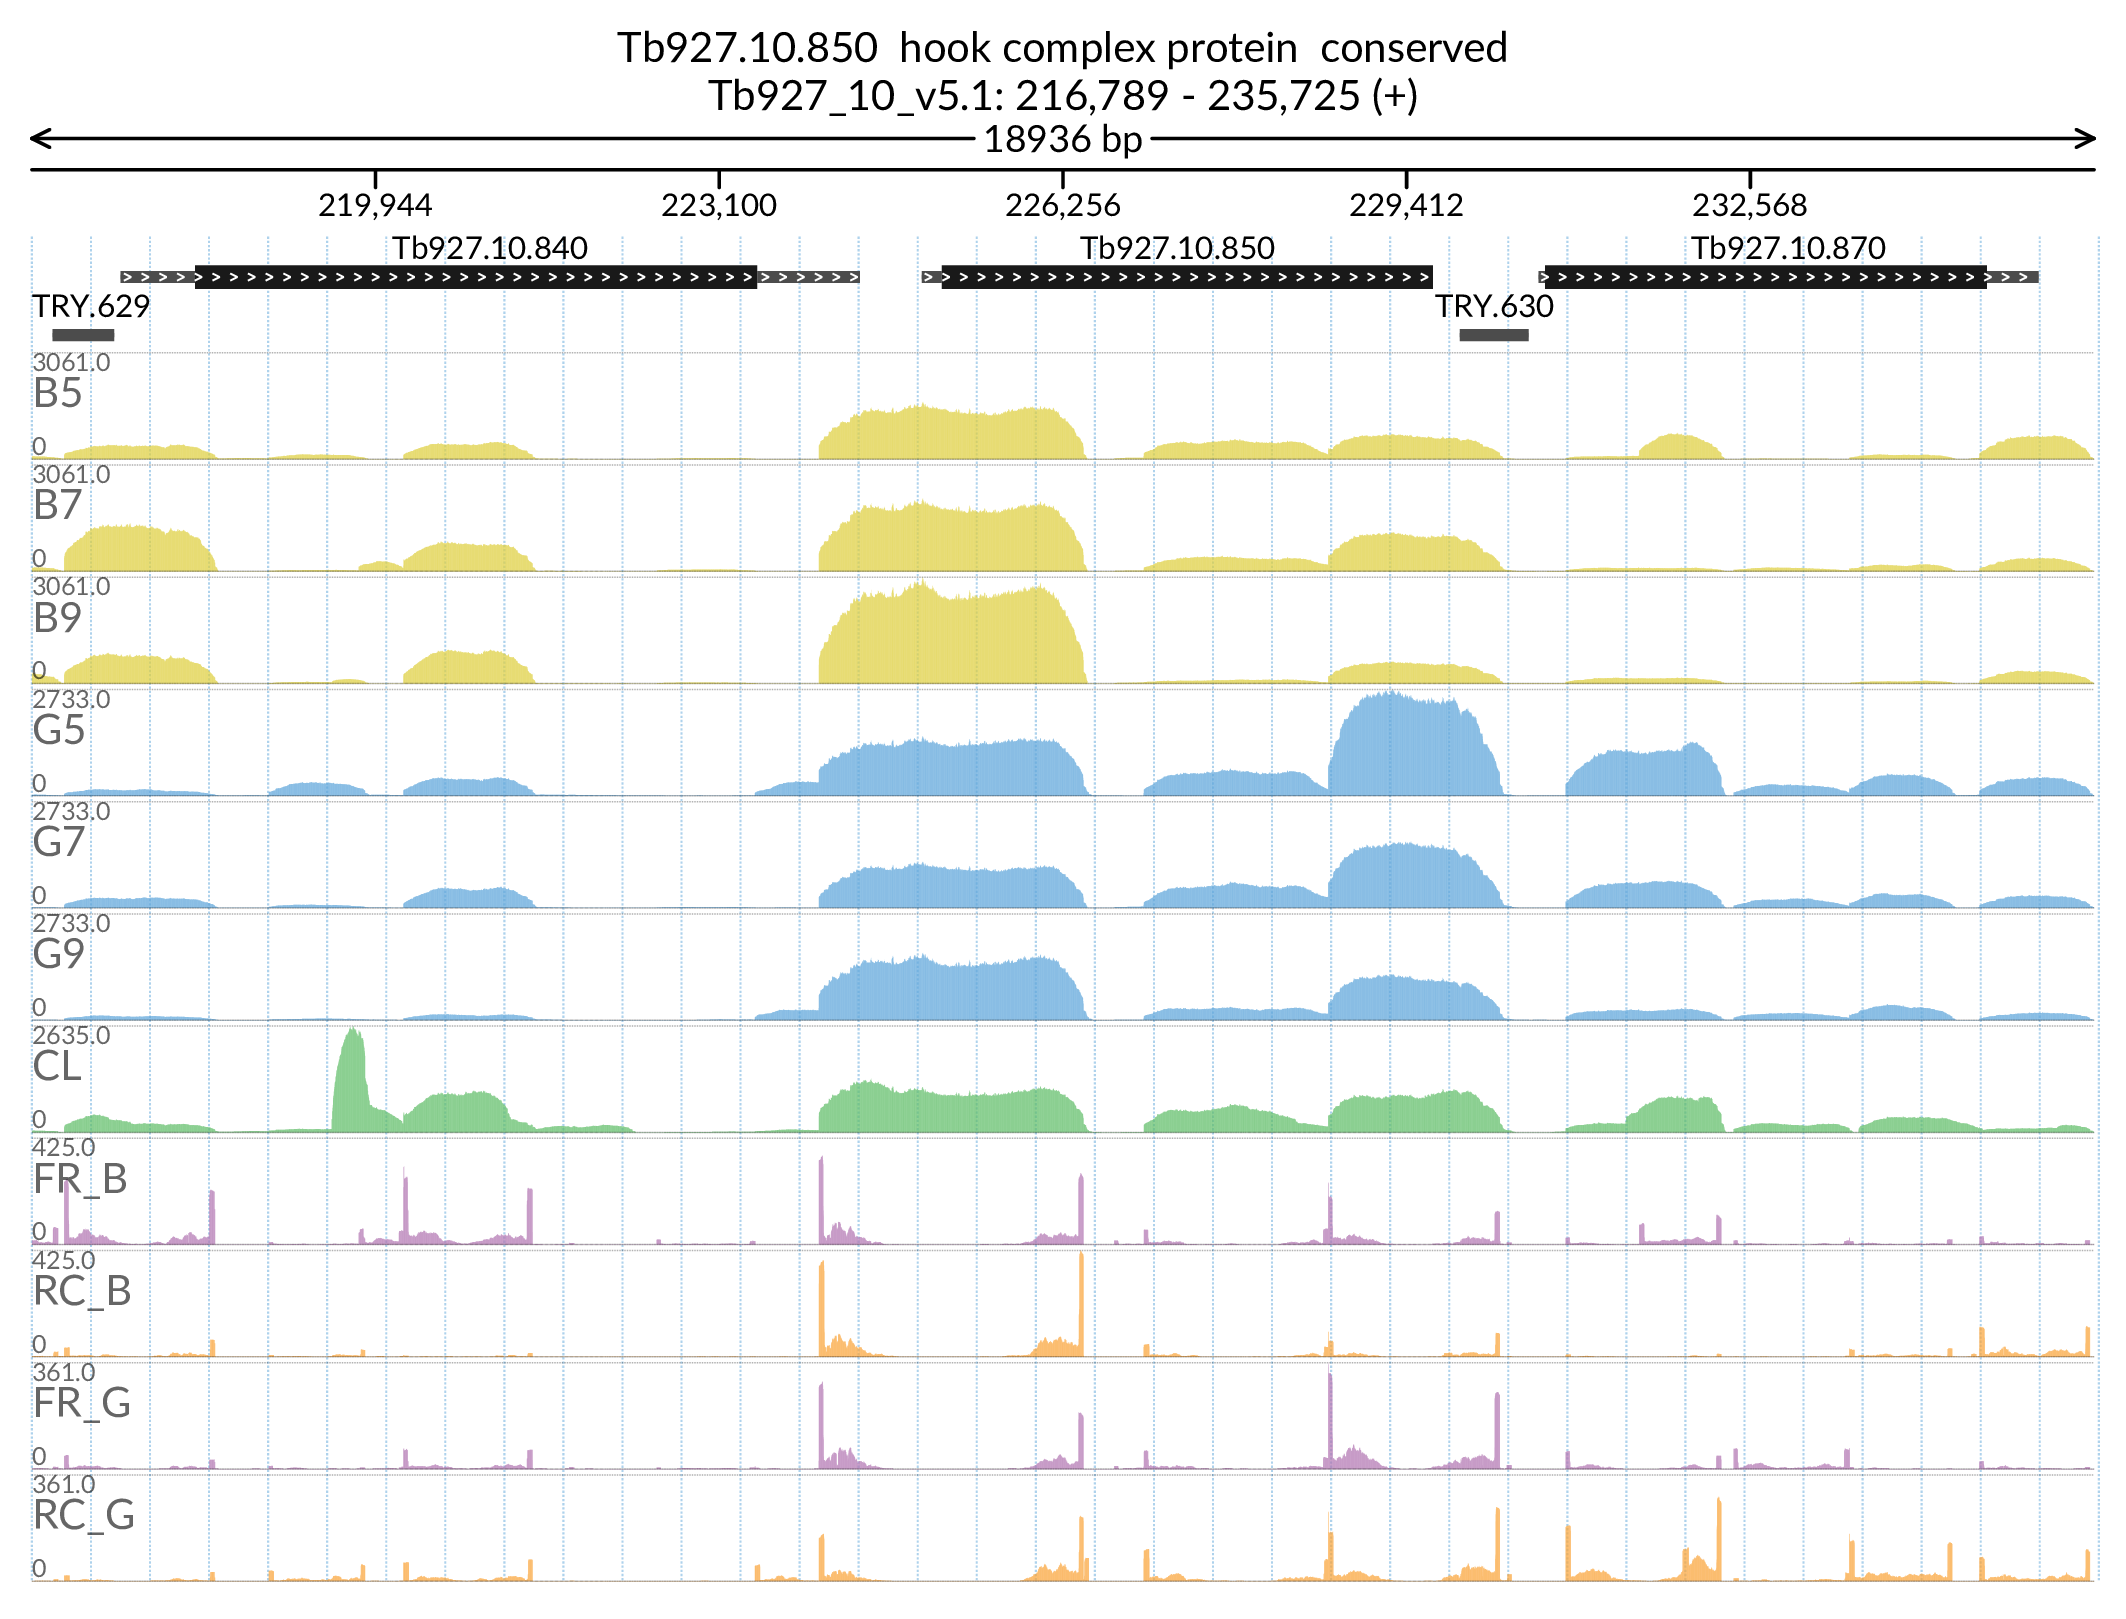 Tb927.10.850  hook complex protein  conserved
Tb927_10_v5.1: 216,789 - 235,725 (+)
18936 bp
219,944 223,100 226,256 229,412 232,568
Tb927.10.840 Tb927.10.850 Tb927.10.870
TRY.629 TRY.630
3061.0
B5
0
3061.0
B7
0
3061.0
B9
0
2733.0
G5
0
2733.0
G7
0
2733.0
G9
0
2635.0
CL
0
425.0
FR_B
0
425.0
RC_B
0
361.0
FR_G
0
361.0
RC_G
0